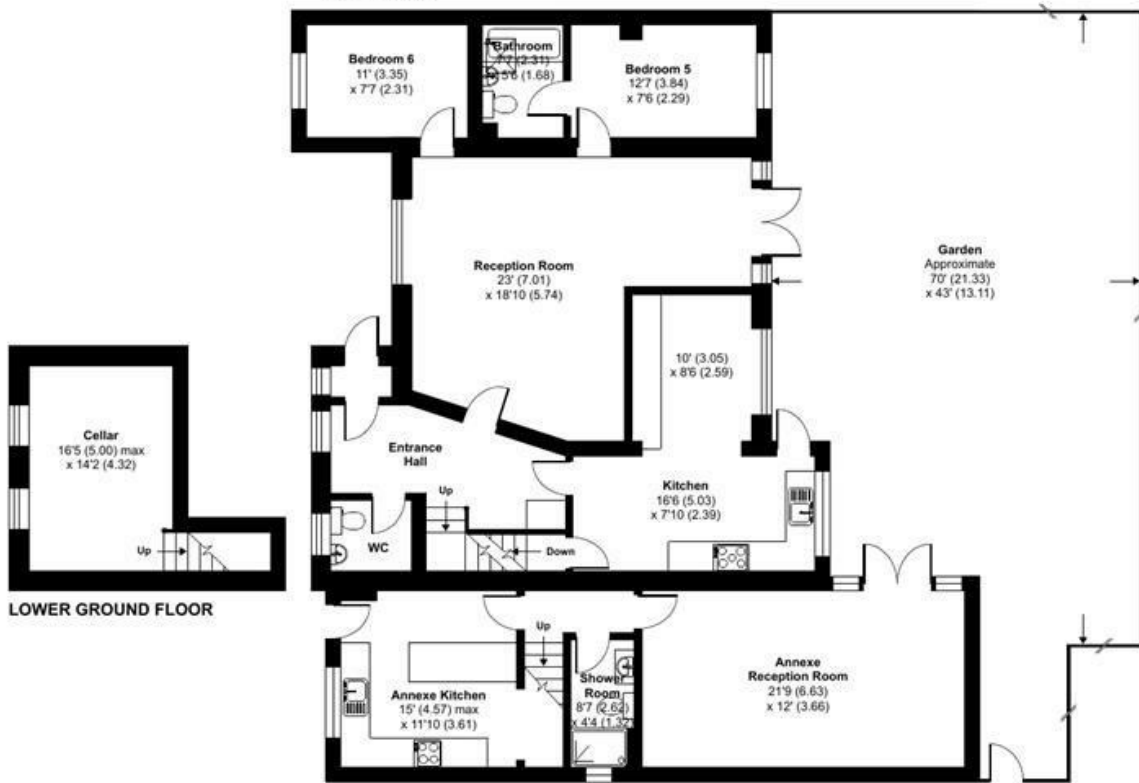 Bedroom 6
11' (3.35)
x 7'7 (2.31)
Bathroom
7'7 (2.31)
x 5'6 (1.68)
Bedroom 5
12'7 (3.84)
x 7'6 (2.29)
Reception Room
23' (7.01)
x 18'10 (5.74)
Garden
Approximate
70' (21.33)
x 43' (13.11)
10' (3.05)
x 8'6 (2.59)
Cellar
16'5 (5.00) max
x 14'2 (4.32)
Up
LOWER GROUND FLOOR
Entrance
Hall
Up
Down
WC
Kitchen
16'6 (5.03)
x 7'10 (2.39)
Annexe Kitchen
15' (4.57) max
x 11'10 (3.61)
Up
Shower
Room
8'7 (2.62)
x 4'4 (1.32)
Annexe
Reception Room
21'9 (6.63)
x 12' (3.66)